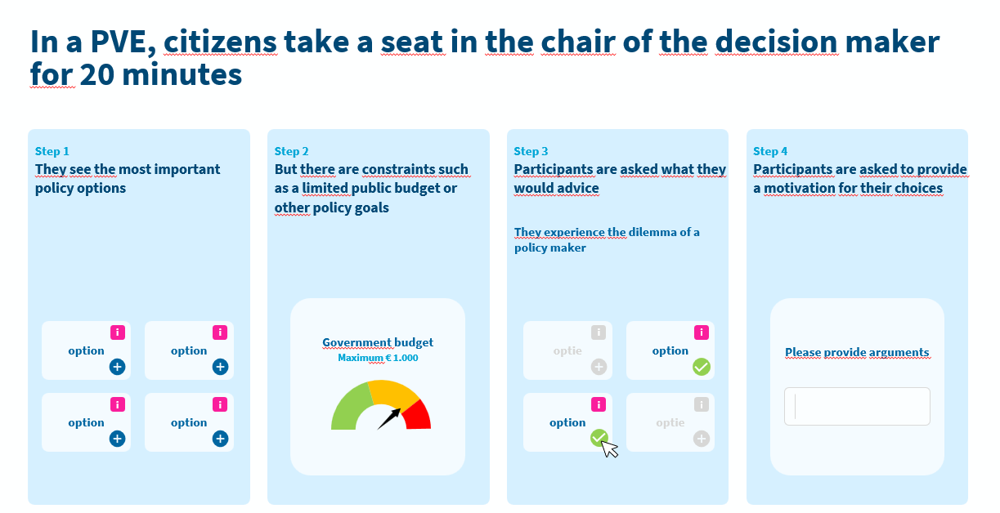 In a PVE, citizens take a seat in the chair of the decision maker
for 20 minutes
Step 1
They see the most important
policy options
i
option
i
option
i
option
i
option
Step 2
But there are constraints such
as a limited public budget or
other policy goals
Government budget
Maximum € 1.000
Step 3
Participants are asked what they
would advice
They experience the dilemma of a
policy maker
i
optie
i
option
i
option
i
optie
Step 4
Participants are asked to provide
a motivation for their choices
Please provide arguments